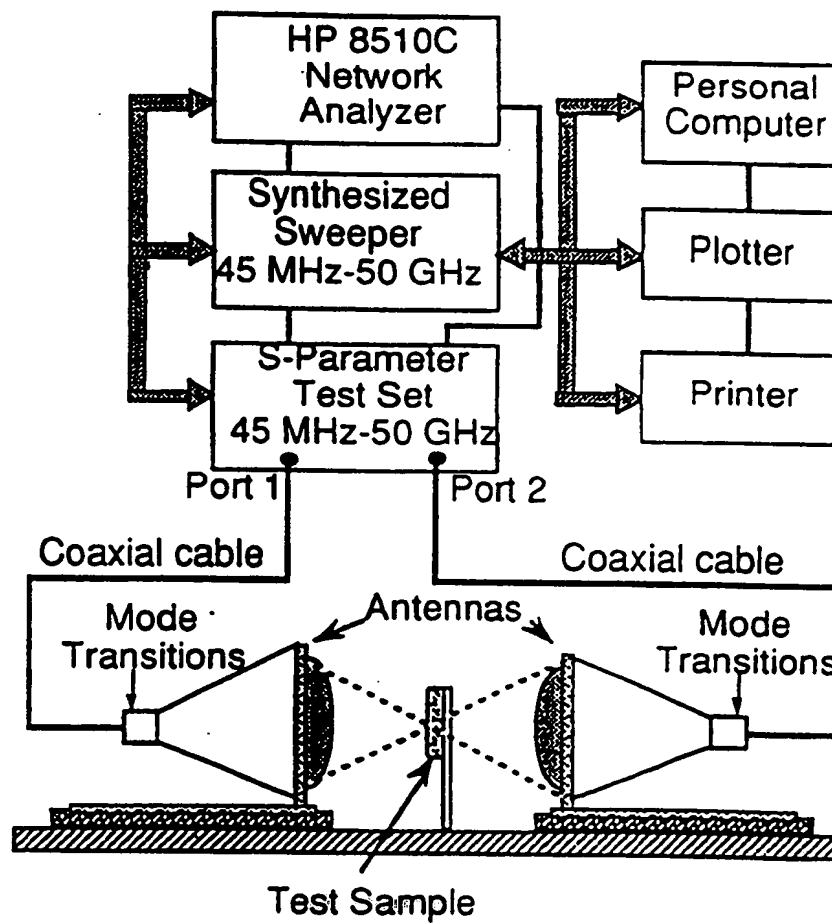 HP 8510C
Network
Analyzer
Personal
Computer
Synthesized
Sweeper
45 MHz-50 GHz
Plotter
S-Parameter
Test Set
45 MHz-50 GHz
Printer
Port 1
Port 2
Coaxial cable
Coaxial cable
Antennas
Mode
Transitions
Mode
Transitions
Test Sample